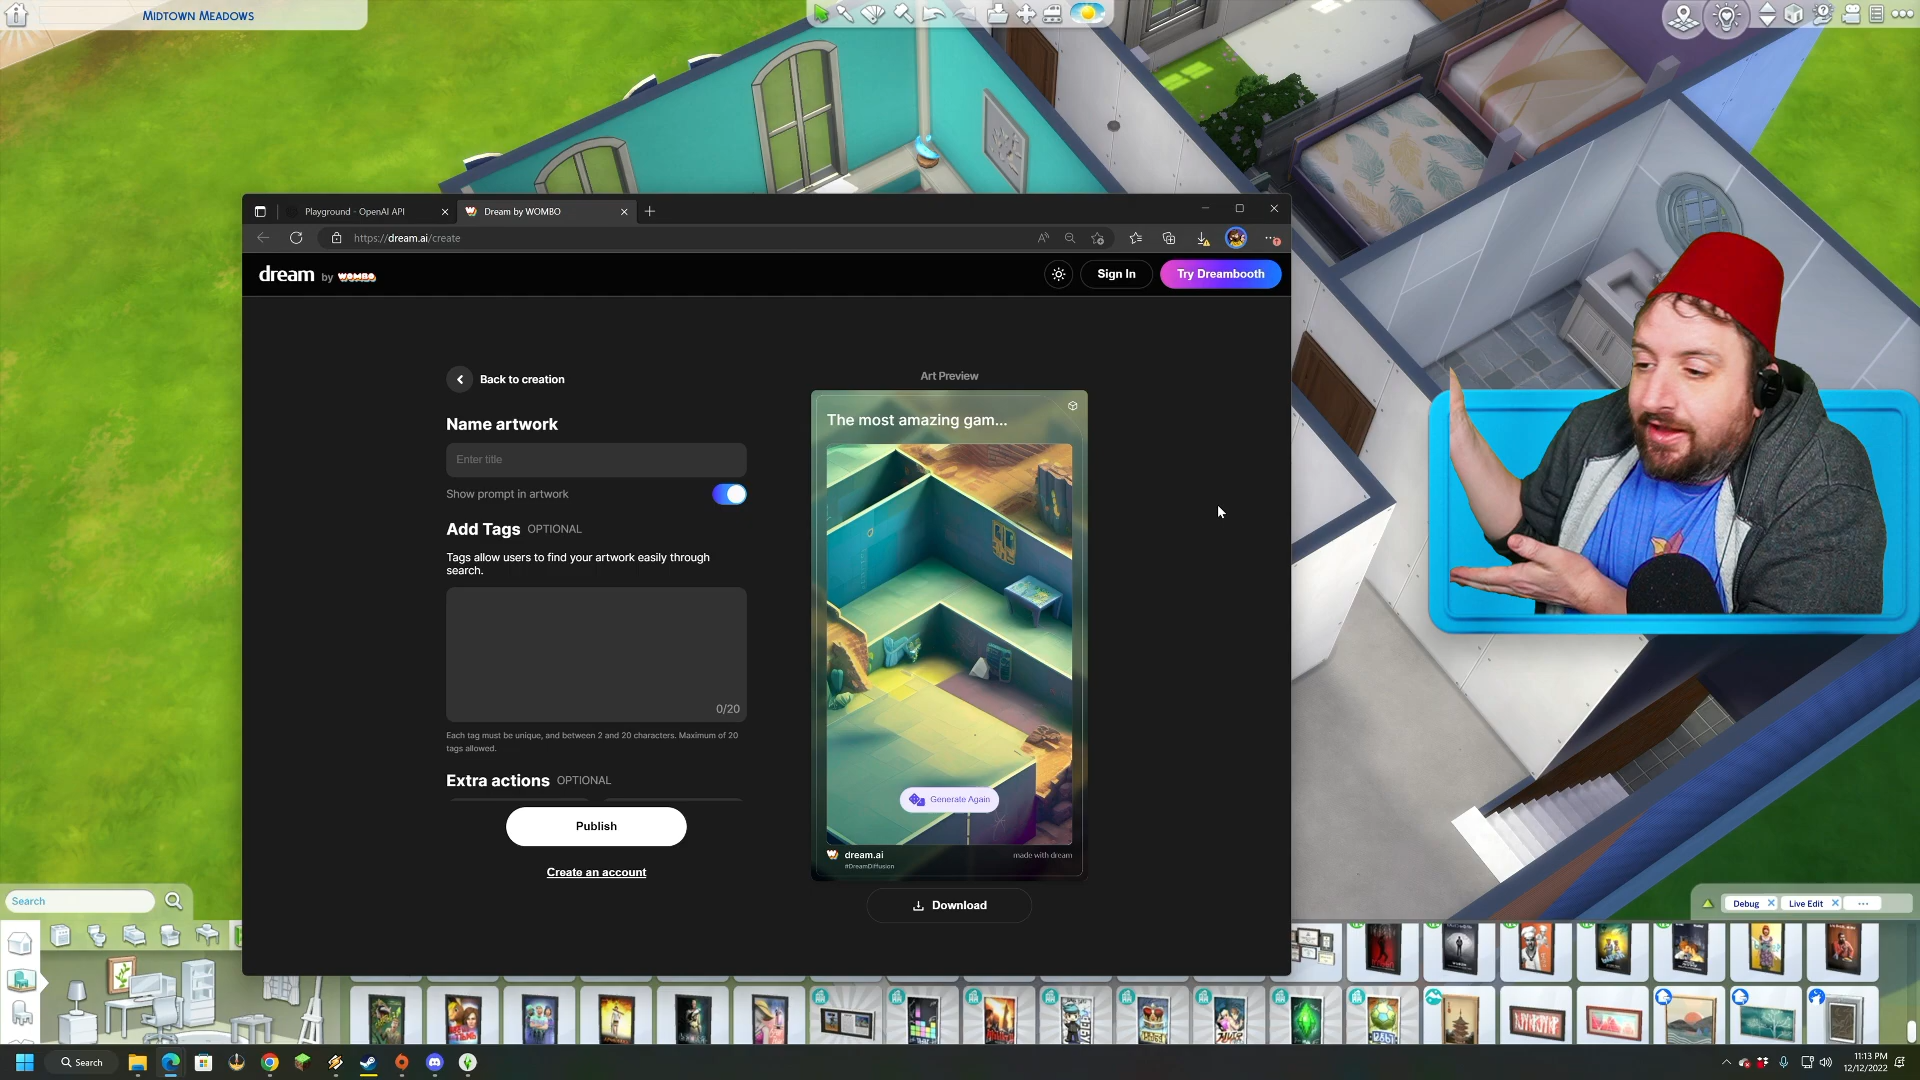 Midtown Meadows
Playground - OpenAI API
Dream by WOMBO
https://dream.ai/create
dream by WOMBO
Sign In
Try Dreambooth
Back to creation
Name artwork
Enter title
Show prompt in artwork
Add Tags OPTIONAL
Tags allow users to find your artwork easily through
search.
0/20
Each tag must be unique, and between 2 and 20 characters. Maximum of 20
tags allowed.
Extra actions OPTIONAL
Publish
Create an account
Art Preview
The most amazing gam...
Generate Again
dream.ai
#DreamDiffusion
made with dream
Download
Search
Debug
Live Edit
...
Search
11:13 PM
12/12/2022